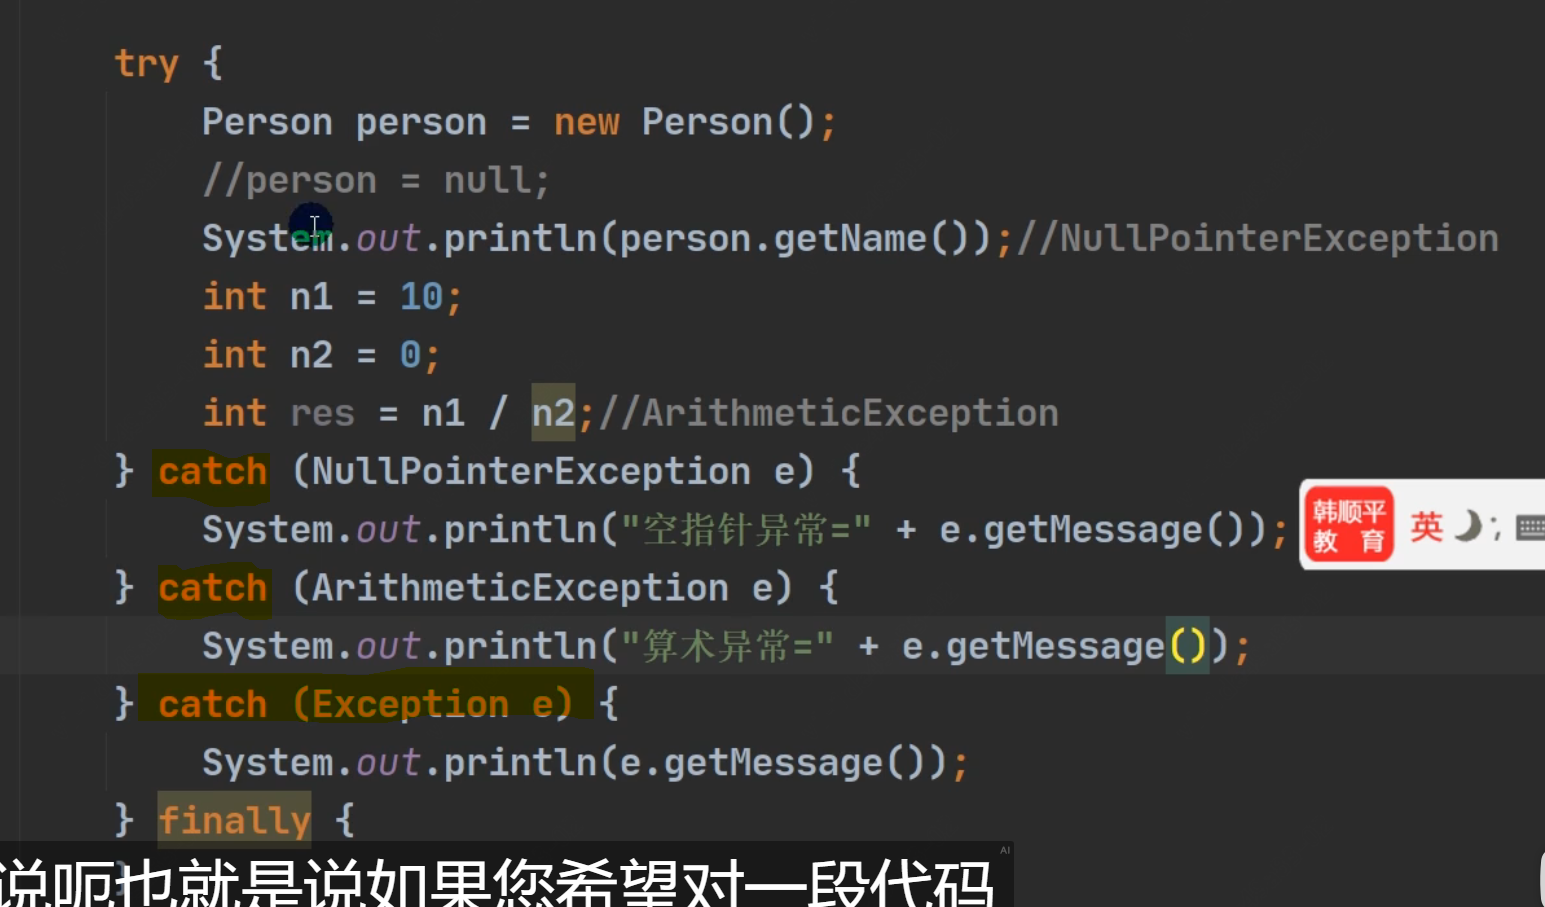 try {
Person person = new Person();
//person = null;
System.out.println(person.getName());//NullPointerException
int n1 = 10;
int n2 = 0;
int res = n1 / n2;//ArithmeticException
} catch (NullPointerException e) {
System.out.println("空指针异常=" + e.getMessage());
韩顺平
教 育
英
} catch (ArithmeticException e) {
System.out.println("算术异常=" + e.getMessage());
} catch (Exception e) {
System.out.println(e.getMessage());
} finally {
AI
说呃也就是说如果您希望对一段代码